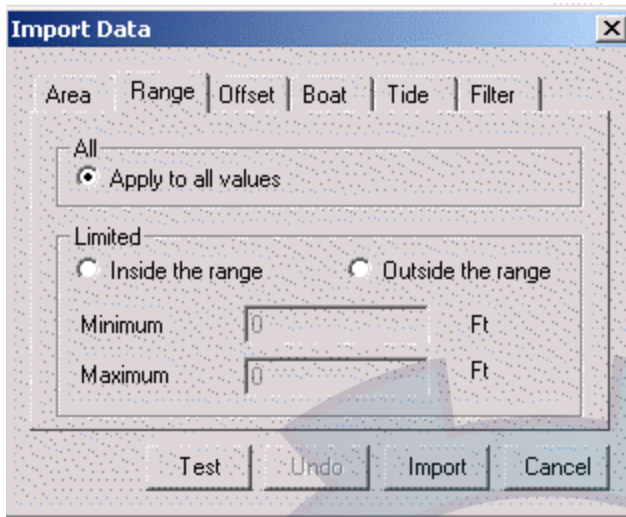 Import Data
Area Range Offset Boat Tide Filter
All
Apply to all values
Limited
Inside the range Outside the range
Minimum 0 Ft
Maximum 0 Ft
Test Undo Import Cancel